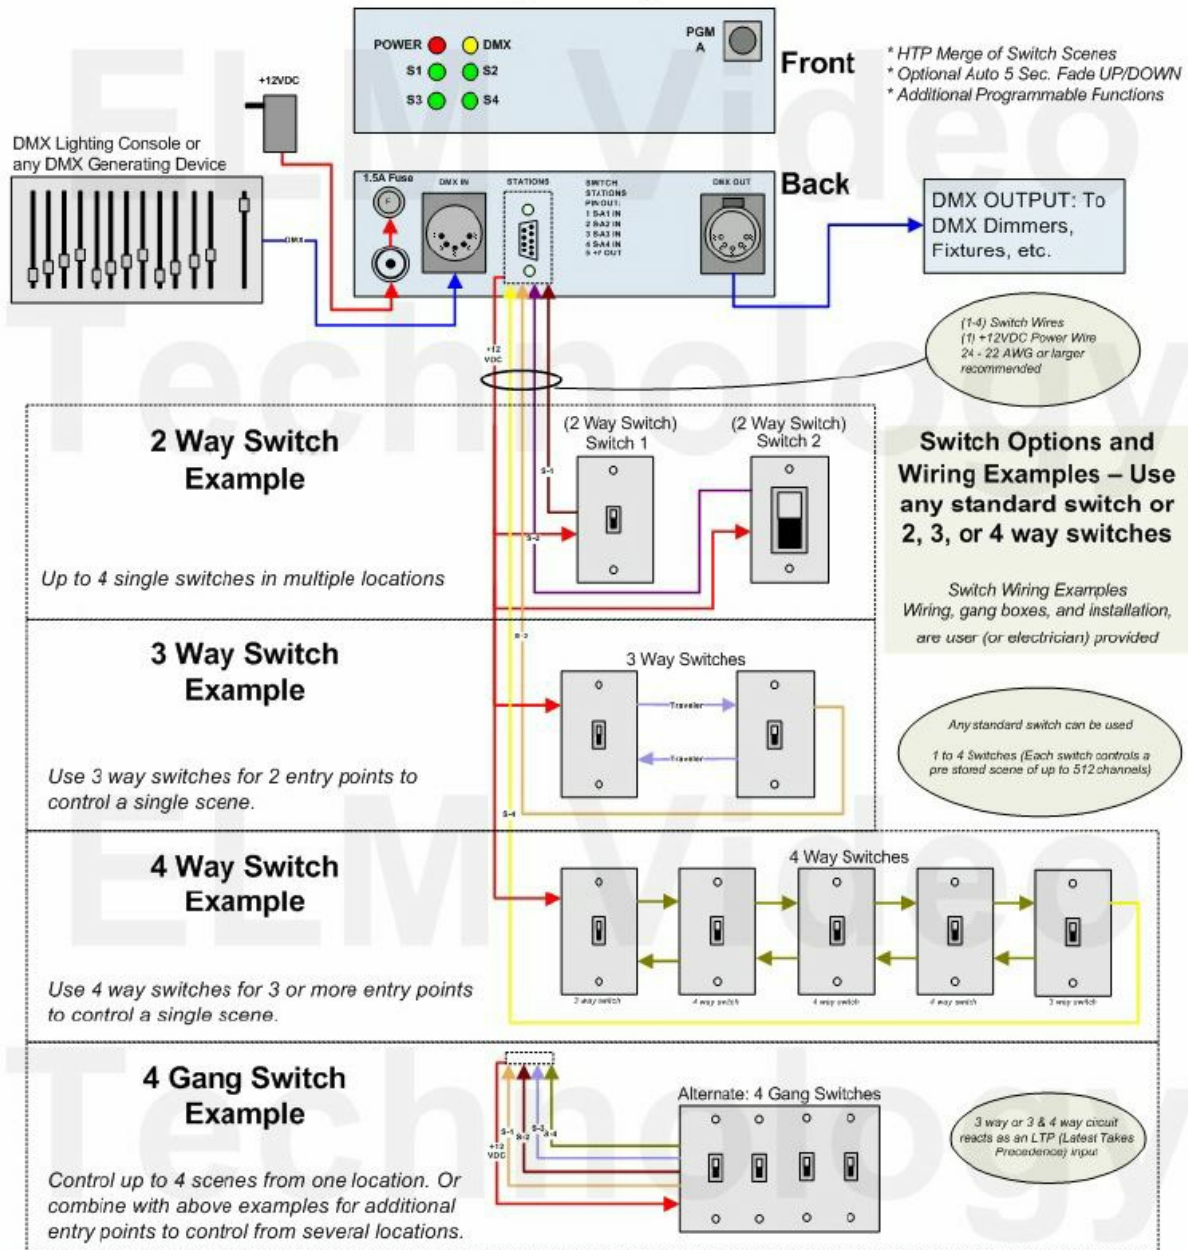 ELM Video
Technology
ELM Video
Technology
POWER
DMX
S1
S2
S3
S4
PGM
A
Front
* HTP Merge of Switch Scenes
* Optional Auto 5 Sec. Fade UP/DOWN
* Additional Programmable Functions
+12VDC
DMX Lighting Console or
any DMX Generating Device
DMX
1.5A Fuse
F
DMX IN
STATIONS
SWITCH
STATIONS
PINOUT:
1 SA1 IN
2 SA2 IN
3 SA3 IN
4 SA4 IN
DMX OUT
Back
DMX OUTPUT: To
DMX Dimmers,
Fixtures, etc.
(1-4) Switch Wires
(1) +12VDC Power Wire
24 - 22 AWG or larger
recommended
+12
VDC
2 Way Switch
Example
Up to 4 single switches in multiple locations
(2 Way Switch)
Switch 1
(2 Way Switch)
Switch 2
S-1
S-2
Switch Options and
Wiring Examples – Use
any standard switch or
2, 3, or 4 way switches
Switch Wiring Examples
Wiring, gang boxes, and installation,
are user (or electrician) provided
3 Way Switch
Example
Use 3 way switches for 2 entry points to
control a single scene.
S-3
3 Way Switches
Traveler
Traveler
S-4
Any standard switch can be used
1 to 4 Switches (Each switch controls a
pre stored scene of up to 512 channels)
4 Way Switch
Example
Use 4 way switches for 3 or more entry points
to control a single scene.
4 Way Switches
3 way switch
4 way switch
4 way switch
4 way switch
3 way switch
4 Gang Switch
Example
Control up to 4 scenes from one location. Or
combine with above examples for additional
entry points to control from several locations.
+12
VDC
S-1
S-2
S-3
S-4
Alternate: 4 Gang Switches
3 way or 3 & 4 way circuit
reacts as an LTP (Latest Takes
Precedence) input